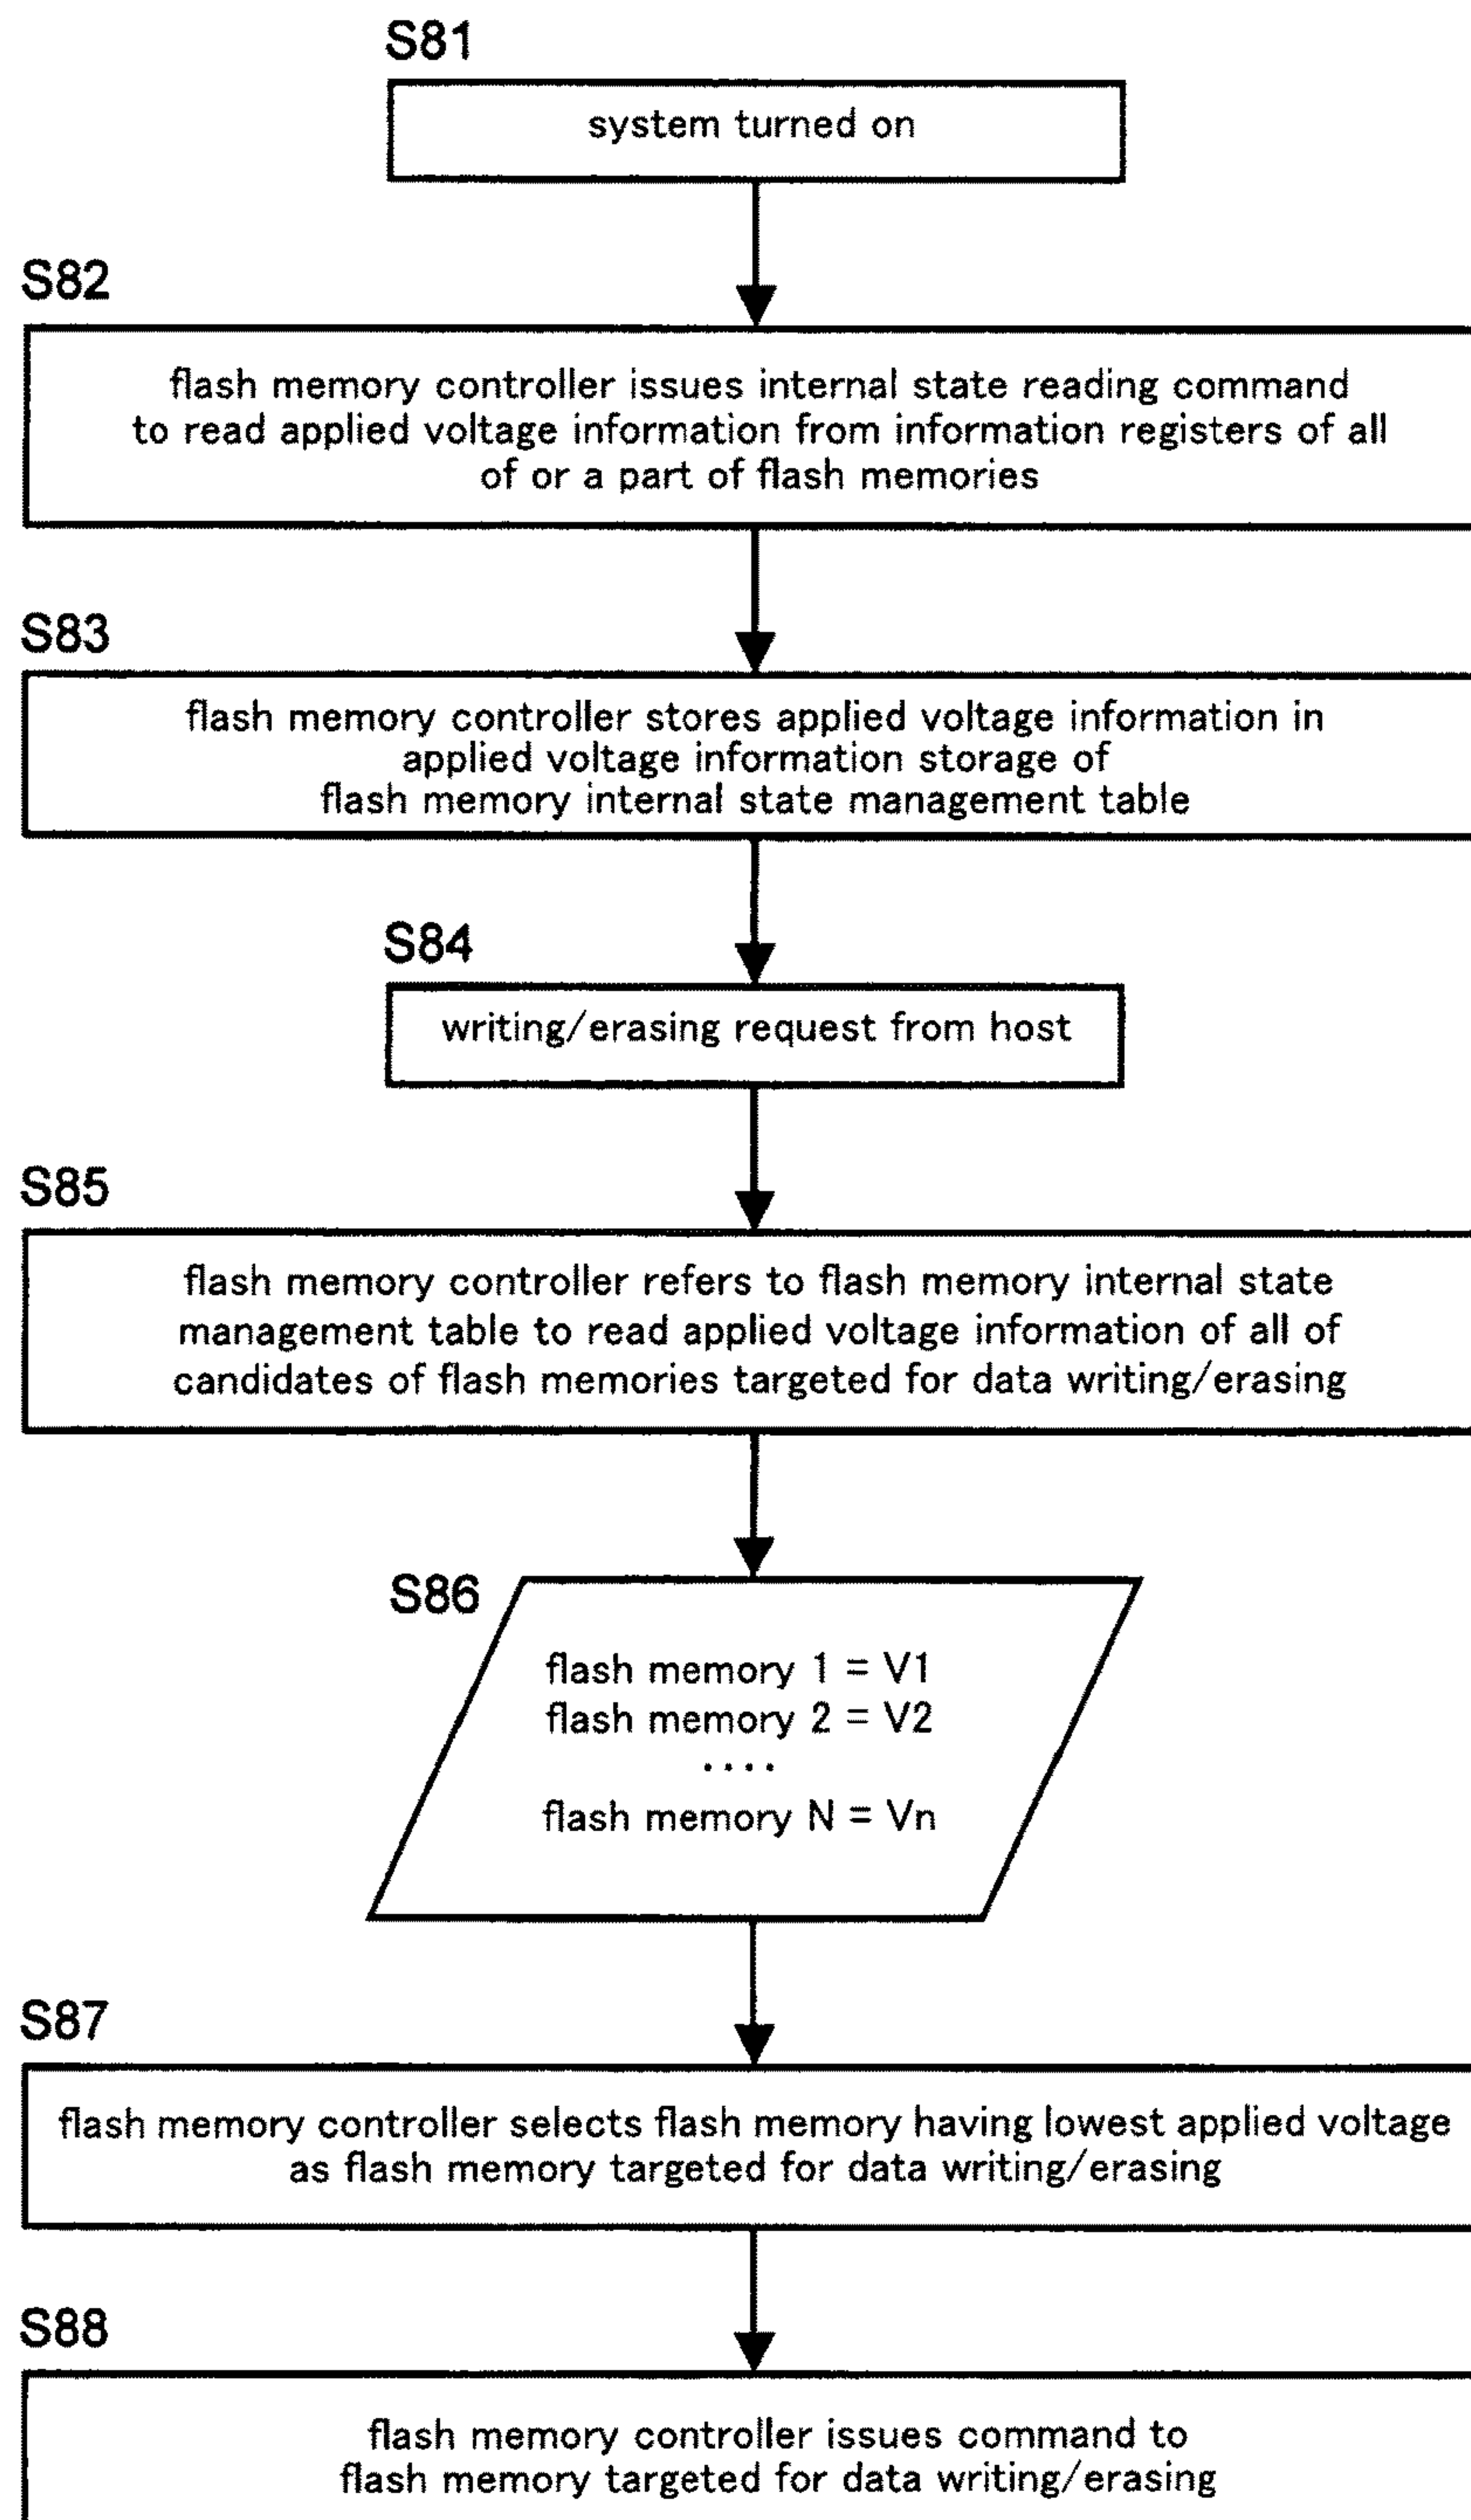 S81
system turned on
S82
flash memory controller issues internal state reading command
to read applied voltage information from information registers of all
of or a part of flash memories
S83
flash memory controller stores applied voltage information in
applied voltage information storage of
flash memory internal state management table
S84
writing/erasing request from host
S85
flash memory controller refers to flash memory internal state
management table to read applied voltage information of all of
candidates of flash memories targeted for data writing/erasing
S86
flash memory 1 = V1
flash memory 2 = V2
....
flash memory N = Vn
S87
flash memory controller selects flash memory having lowest applied voltage
as flash memory targeted for data writing/erasing
S88
flash memory controller issues command to
flash memory targeted for data writing/erasing